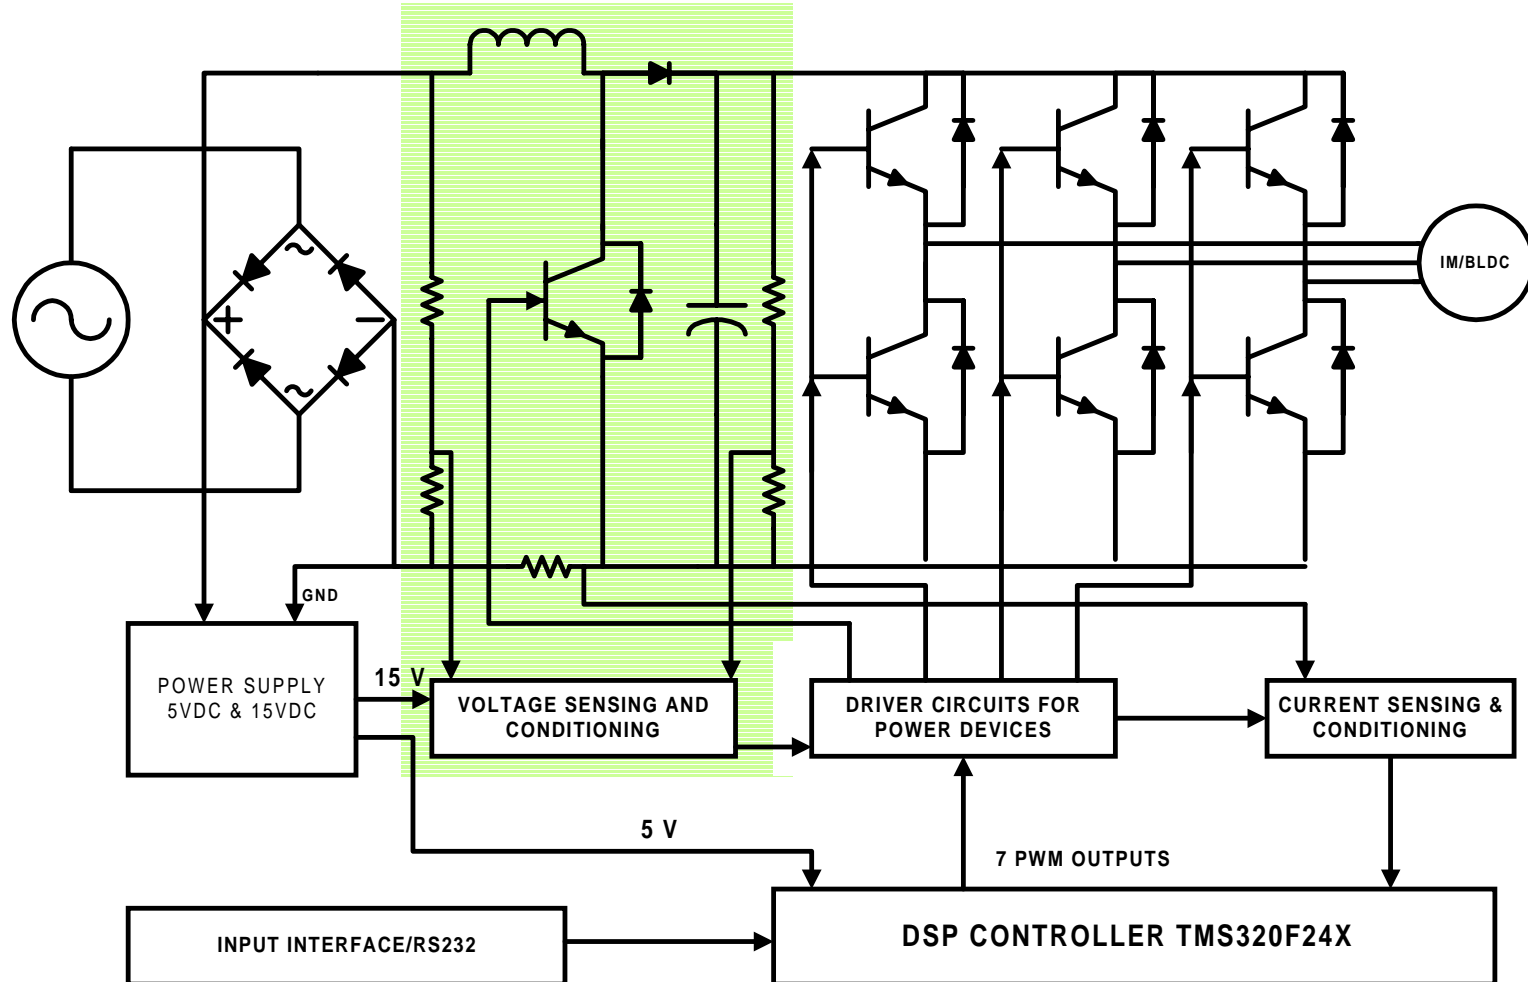 IM/BLDC
GND
POWER SUPPLY
5VDC & 15VDC
15 V
VOLTAGE SENSING AND
CONDITIONING
DRIVER CIRCUITS FOR
POWER DEVICES
CURRENT SENSING &
CONDITIONING
5 V
7 PWM OUTPUTS
INPUT INTERFACE/RS232
DSP CONTROLLER TMS320F24X